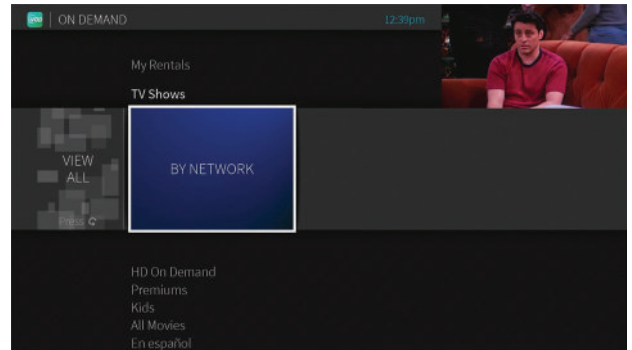 ON DEMAND
12:39pm
My Rentals
TV Shows
VIEW
ALL
Press
BY NETWORK
HD On Demand
Premiums
Kids
All Movies
En español